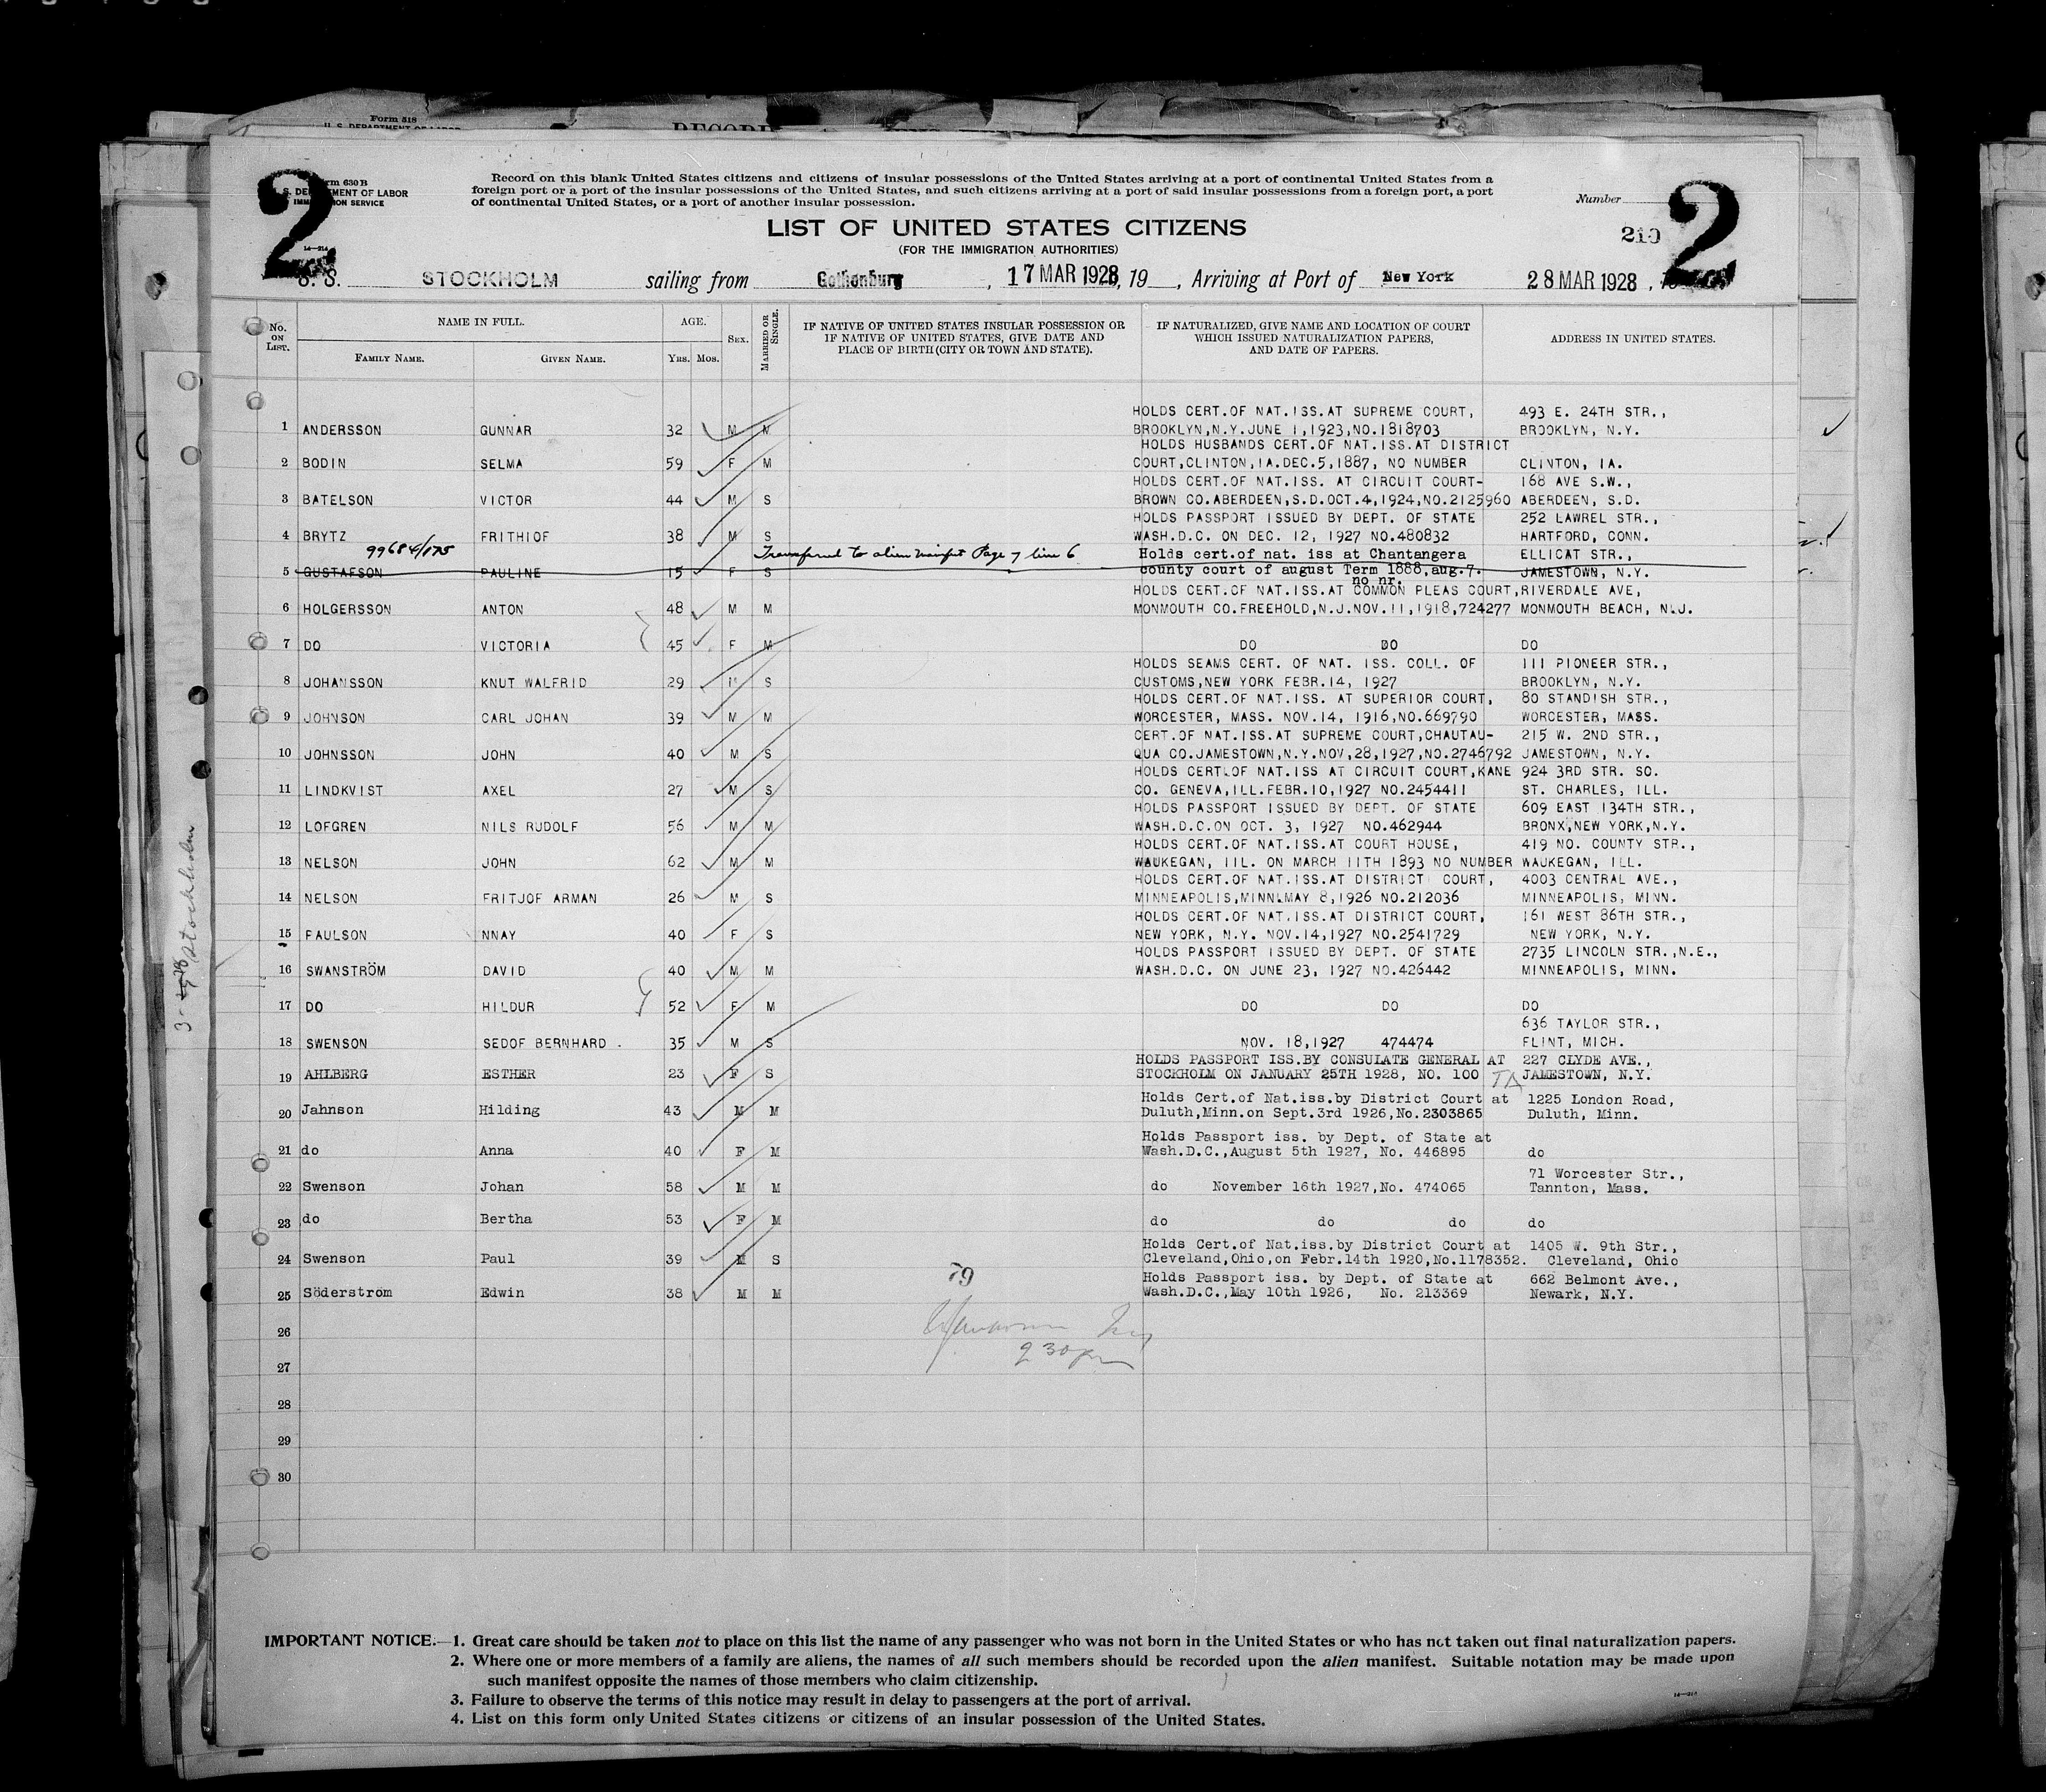 Form 518
U. S. DEPARTMENT OF LABOR
RECORD
2
Form 630 B
U. S. DEPARTMENT OF LABOR
IMMIGRATION SERVICE
14—214
Record on this blank United States citizens and citizens of insular possessions of the United States arriving at a port of continental United States from a
foreign port or a port of the insular possessions of the United States, and such citizens arriving at a port of said insular possessions from a foreign port, a port
of continental United States, or a port of another insular possession.
Number
210
2
LIST OF UNITED STATES CITIZENS
(FOR THE IMMIGRATION AUTHORITIES)
S. S. STOCKHOLM sailing from Gothenburg, 17 MAR 1928, 19 , Arriving at Port of New York 28 MAR 1928, 19
No. ON LIST. NAME IN FULL. FAMILY NAME. GIVEN NAME. AGE. YRS. MOS. SEX. MARRIED OR SINGLE. IF NATIVE OF UNITED STATES INSULAR POSSESSION OR IF NATIVE OF UNITED STATES, GIVE DATE AND PLACE OF BIRTH (CITY OR TOWN AND STATE). IF NATURALIZED, GIVE NAME AND LOCATION OF COURT WHICH ISSUED NATURALIZATION PAPERS, AND DATE OF PAPERS. ADDRESS IN UNITED STATES.
HOLDS CERT.OF NAT.ISS.AT SUPREME COURT, 493 E. 24TH STR.,
1 ANDERSSON GUNNAR 32 M M BROOKLYN,N.Y.JUNE 1,1923,NO.1818703 BROOKLYN, N.Y.
HOLDS HUSBANDS CERT.OF NAT.ISS.AT DISTRICT
2 BODIN SELMA 59 F M COURT,CLINTON,IA.DEC.5,1887, NO NUMBER CLINTON, IA.
HOLDS CERT.OF NAT.ISS. AT CIRCUIT COURT- 168 AVE S.W.,
3 BATELSON VICTOR 44 M S BROWN CO.ABERDEEN,S.D.OCT.4,1924,NO.2125960 ABERDEEN, S.D.
HOLDS PASSPORT ISSUED BY DEPT. OF STATE 252 LAWREL STR.,
4 BRYTZ FRITHIOF 38 M S WASH.D.C. ON DEC. 12, 1927 NO.480832 HARTFORD, CONN.
Transferred to alien manifest Page 7 line 6 Holds cert.of nat. iss at Chantangera ELLICAT STR.,
5 GUSTAFSON PAULINE 15 F S county court of august Term 1888,aug.7. JAMESTOWN, N.Y.
no nr.
HOLDS CERT.OF NAT.ISS.AT COMMON PLEAS COURT, RIVERDALE AVE,
6 HOLGERSSON ANTON 48 M M MONMOUTH CO.FREEHOLD,N.J.NOV.11,1918,724277 MONMOUTH BEACH, N.J.
7 DO VICTORIA 45 F M DO DO DO
HOLDS SEAMS CERT. OF NAT. ISS. COLL. OF 111 PIONEER STR.,
8 JOHANSSON KNUT WALFRID 29 M S CUSTOMS,NEW YORK FEBR.14, 1927 BROOKLYN, N.Y.
HOLDS CERT.OF NAT.ISS. AT SUPERIOR COURT, 80 STANDISH STR.,
9 JOHNSON CARL JOHAN 39 M M WORCESTER, MASS. NOV.14, 1916,NO.669790 WORCESTER, MASS.
CERT.OF NAT.ISS.AT SUPREME COURT,CHAUTAU- 215 W. 2ND STR.,
10 JOHNSSON JOHN 40 M S QUA CO.JAMESTOWN,N.Y.NOV,28,1927,NO.2746792 JAMESTOWN, N.Y.
HOLDS CERT.OF NAT.ISS AT CIRCUIT COURT,KANE 924 3RD STR. SO.
11 LINDKVIST AXEL 27 M S CO. GENEVA,ILL.FEBR.10,1927 NO.2454411 ST. CHARLES, ILL.
HOLDS PASSPORT ISSUED BY DEPT. OF STATE 609 EAST 134TH STR.,
12 LOFGREN NILS RUDOLF 56 M M WASH.D.C.ON OCT. 3, 1927 NO.462944 BRONX,NEW YORK,N.Y.
HOLDS CERT.OF NAT.ISS.AT COURT HOUSE, 419 NO. COUNTY STR.,
13 NELSON JOHN 62 M M WAUKEGAN, IIL. ON MARCH 11TH 1893 NO NUMBER WAUKEGAN, ILL.
HOLDS CERT.OF NAT.ISS.AT DISTRICT COURT, 4003 CENTRAL AVE.,
14 NELSON FRITJOF ARMAN 26 M S MINNEAPOLIS,MINN.MAY 8,1926 NO.212036 MINNEAPOLIS, MINN.
HOLDS CERT.OF NAT.ISS.AT DISTRICT COURT, 161 WEST 86TH STR.,
15 PAULSON NNAY 40 F S NEW YORK, N.Y. NOV.14,1927 NO.2541729 NEW YORK, N.Y.
HOLDS PASSPORT ISSUED BY DEPT. OF STATE 2735 LINCOLN STR.,N.E.,
16 SWANSTRÖM DAVID 40 M M WASH.D.C. ON JUNE 23, 1927 NO.426442 MINNEAPOLIS, MINN.
17 DO HILDUR 52 F M DO DO DO
636 TAYLOR STR.,
18 SWENSON SEDOF BERNHARD . 35 M S NOV. 18,1927 474474 FLINT, MICH.
HOLDS PASSPORT ISS.BY CONSULATE GENERAL AT 227 CLYDE AVE.,
19 AHLBERG ESTHER 23 F S STOCKHOLM ON JANUARY 25TH 1928, NO. 100 TA JAMESTOWN, N.Y.
Holds Cert.of Nat.iss.by District Court at 1225 London Road,
20 Jahnson Hilding 43 M M Duluth,Minn.on Sept.3rd 1926,No.2303865 Duluth, Minn.
Holds Passport iss. by Dept. of State at
21 do Anna 40 F M Wash.D.C.,August 5th 1927, No. 446895 do
71 Worcester Str.,
22 Swenson Johan 58 M M do November 16th 1927,No. 474065 Tannton, Mass.
23 do Bertha 53 F M do do do do
Holds Cert.of Nat.iss.by District Court at 1405 W. 9th Str.,
24 Swenson Paul 39 M S Cleveland,Ohio,on Febr.14th 1920,No.1178352. Cleveland, Ohio
79 Holds Passport iss. by Dept. of State at 662 Belmont Ave.,
25 Söderström Edwin 38 M M Wash.D.C.,May 10th 1926, No. 213369 Newark, N.Y.
26
27 2 30 pm
28
29
30
IMPORTANT NOTICE.—1. Great care should be taken not to place on this list the name of any passenger who was not born in the United States or who has not taken out final naturalization papers.
2. Where one or more members of a family are aliens, the names of all such members should be recorded upon the alien manifest. Suitable notation may be made upon
such manifest opposite the names of those members who claim citizenship.
3. Failure to observe the terms of this notice may result in delay to passengers at the port of arrival.
4. List on this form only United States citizens or citizens of an insular possession of the United States.
14—214
Stockholm